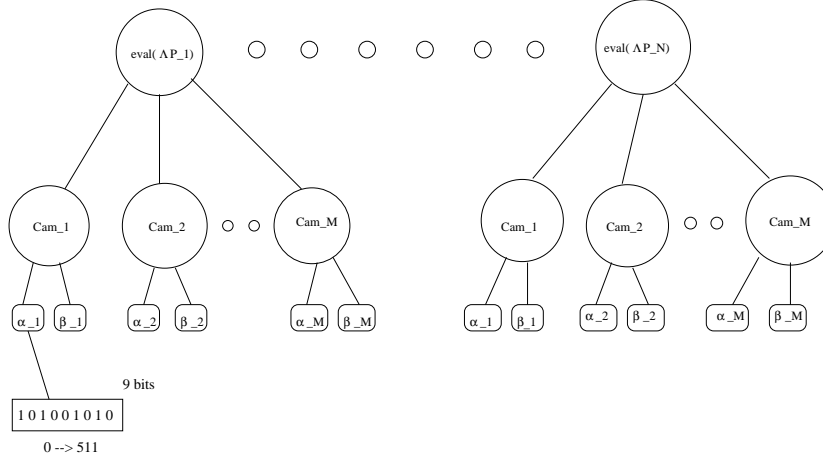 eval( ΛP_1)
eval( ΛP_N)
Cam_1
Cam_2
Cam_M
Cam_1
Cam_2
Cam_M
α_1
β_1
α_2
β_2
α_M
β_M
α_1
β_1
α_2
β_2
α_M
β_M
9 bits
1 0 1 0 0 1 0 1 0
0 --> 511